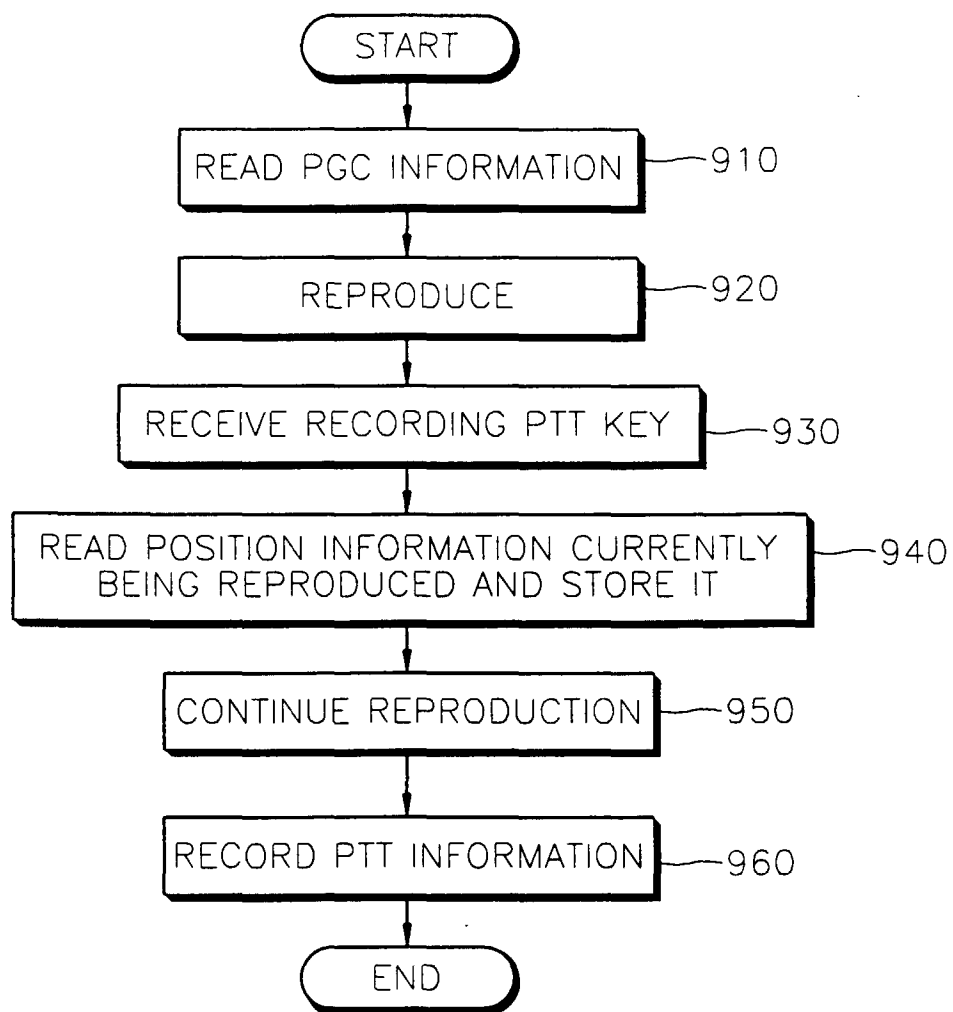 START
READ PGC INFORMATION
910
REPRODUCE
920
RECEIVE RECORDING PTT KEY
930
READ POSITION INFORMATION CURRENTLY
BEING REPRODUCED AND STORE IT
940
CONTINUE REPRODUCTION
950
RECORD PTT INFORMATION
960
END